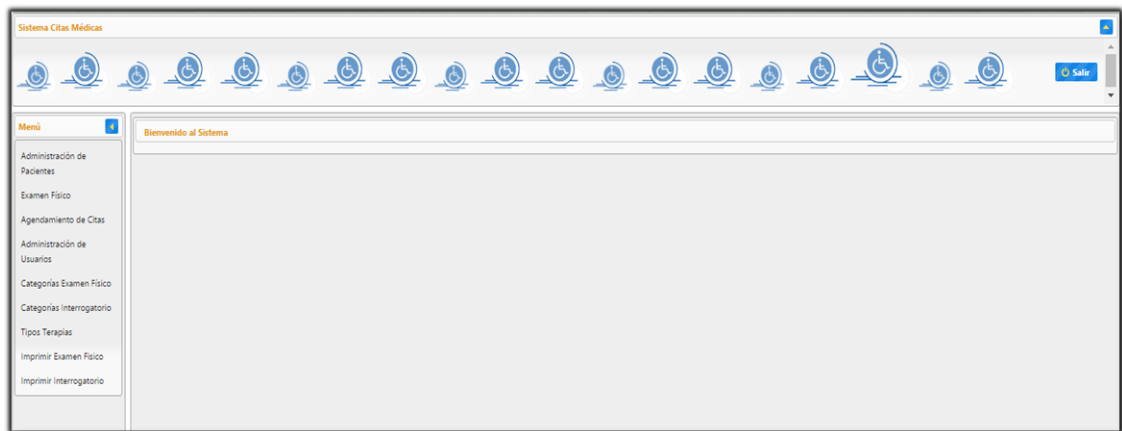 Sistema Citas Médicas
Salir
Menú
Bienvenido al Sistema
Administración de
Pacientes
Examen Físico
Agendamiento de Citas
Administración de
Usuarios
Categorías Examen Físico
Categorías Interrogatorio
Tipos Terapias
Imprimir Examen Físico
Imprimir Interrogatorio